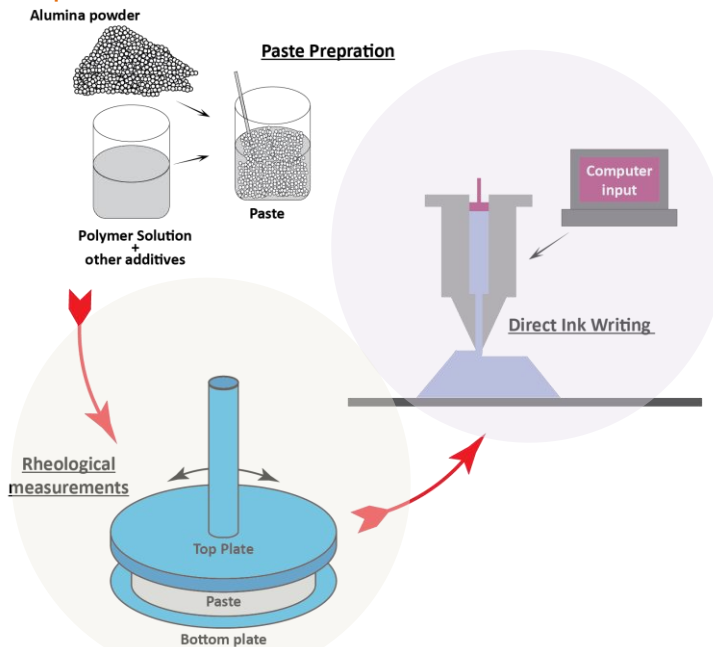 Alumina powder
Paste Prepration
Computer
input
Paste
Polymer Solution
+
other additives
Direct Ink Writing
Rheological
measurements
Top Plate
Paste
Bottom plate